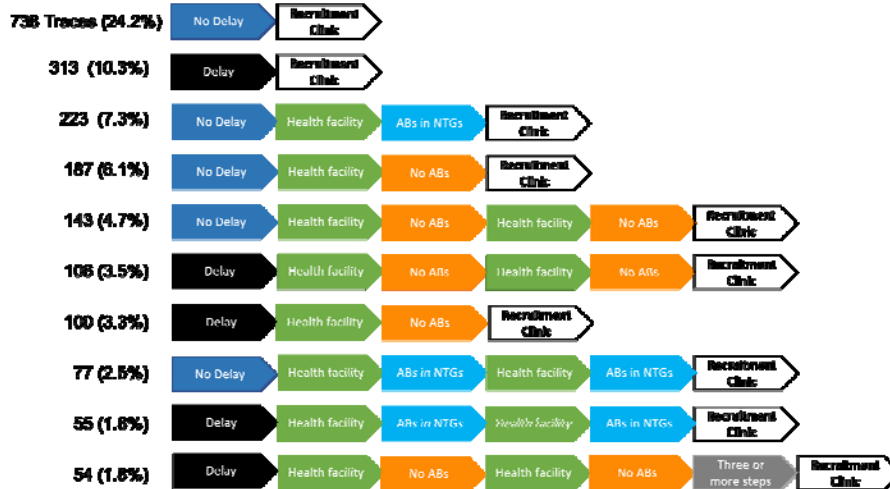 738 Traces (24.2%) No Delay Recruitment Clinic
313 (10.3%) Delay Recruitment Clinic
223 (7.3%) No Delay Health facility ABs in NTGs Recruitment Clinic
187 (6.1%) No Delay Health facility No ABs Recruitment Clinic
143 (4.7%) No Delay Health facility No ABs Health facility No ABs Recruitment Clinic
106 (3.5%) Delay Health facility No ABs Health facility No ABs Recruitment Clinic
100 (3.3%) Delay Health facility No ABs Recruitment Clinic
77 (2.5%) No Delay Health facility ABs in NTGs Health facility ABs in NTGs Recruitment Clinic
55 (1.8%) Delay Health facility ABs in NTGs Health facility ABs in NTGs Recruitment Clinic
54 (1.8%) Delay Health facility No ABs Health facility No ABs Three or more steps Recruitment Clinic